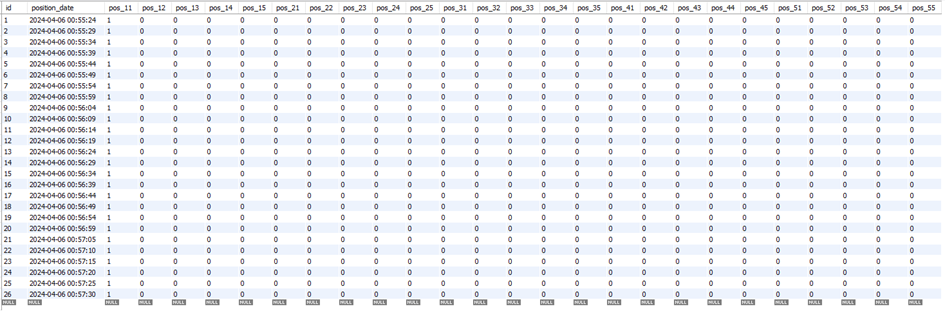 id position_date pos_11 pos_12 pos_13 pos_14 pos_15 pos_21 pos_22 pos_23 pos_24 pos_25 pos_31 pos_32 pos_33 pos_34 pos_35 pos_41 pos_42 pos_43 pos_44 pos_45 pos_51 pos_52 pos_53 pos_54 pos_55
1 2024-04-06 00:55:24 1 0 0 0 0 0 0 0 0 0 0 0 0 0 0 0 0 0 0 0 0 0 0 0 0
2 2024-04-06 00:55:29 1 0 0 0 0 0 0 0 0 0 0 0 0 0 0 0 0 0 0 0 0 0 0 0 0
3 2024-04-06 00:55:34 1 0 0 0 0 0 0 0 0 0 0 0 0 0 0 0 0 0 0 0 0 0 0 0 0
4 2024-04-06 00:55:39 1 0 0 0 0 0 0 0 0 0 0 0 0 0 0 0 0 0 0 0 0 0 0 0 0
5 2024-04-06 00:55:44 1 0 0 0 0 0 0 0 0 0 0 0 0 0 0 0 0 0 0 0 0 0 0 0 0
6 2024-04-06 00:55:49 1 0 0 0 0 0 0 0 0 0 0 0 0 0 0 0 0 0 0 0 0 0 0 0 0
7 2024-04-06 00:55:54 1 0 0 0 0 0 0 0 0 0 0 0 0 0 0 0 0 0 0 0 0 0 0 0 0
8 2024-04-06 00:55:59 1 0 0 0 0 0 0 0 0 0 0 0 0 0 0 0 0 0 0 0 0 0 0 0 0
9 2024-04-06 00:56:04 1 0 0 0 0 0 0 0 0 0 0 0 0 0 0 0 0 0 0 0 0 0 0 0 0
10 2024-04-06 00:56:09 1 0 0 0 0 0 0 0 0 0 0 0 0 0 0 0 0 0 0 0 0 0 0 0 0
11 2024-04-06 00:56:14 1 0 0 0 0 0 0 0 0 0 0 0 0 0 0 0 0 0 0 0 0 0 0 0 0
12 2024-04-06 00:56:19 1 0 0 0 0 0 0 0 0 0 0 0 0 0 0 0 0 0 0 0 0 0 0 0 0
13 2024-04-06 00:56:24 1 0 0 0 0 0 0 0 0 0 0 0 0 0 0 0 0 0 0 0 0 0 0 0 0
14 2024-04-06 00:56:29 1 0 0 0 0 0 0 0 0 0 0 0 0 0 0 0 0 0 0 0 0 0 0 0 0
15 2024-04-06 00:56:34 1 0 0 0 0 0 0 0 0 0 0 0 0 0 0 0 0 0 0 0 0 0 0 0 0
16 2024-04-06 00:56:39 1 0 0 0 0 0 0 0 0 0 0 0 0 0 0 0 0 0 0 0 0 0 0 0 0
17 2024-04-06 00:56:44 1 0 0 0 0 0 0 0 0 0 0 0 0 0 0 0 0 0 0 0 0 0 0 0 0
18 2024-04-06 00:56:49 1 0 0 0 0 0 0 0 0 0 0 0 0 0 0 0 0 0 0 0 0 0 0 0 0
19 2024-04-06 00:56:54 1 0 0 0 0 0 0 0 0 0 0 0 0 0 0 0 0 0 0 0 0 0 0 0 0
20 2024-04-06 00:56:59 1 0 0 0 0 0 0 0 0 0 0 0 0 0 0 0 0 0 0 0 0 0 0 0 0
21 2024-04-06 00:57:05 1 0 0 0 0 0 0 0 0 0 0 0 0 0 0 0 0 0 0 0 0 0 0 0 0
22 2024-04-06 00:57:10 1 0 0 0 0 0 0 0 0 0 0 0 0 0 0 0 0 0 0 0 0 0 0 0 0
23 2024-04-06 00:57:15 1 0 0 0 0 0 0 0 0 0 0 0 0 0 0 0 0 0 0 0 0 0 0 0 0
24 2024-04-06 00:57:20 1 0 0 0 0 0 0 0 0 0 0 0 0 0 0 0 0 0 0 0 0 0 0 0 0
25 2024-04-06 00:57:25 1 0 0 0 0 0 0 0 0 0 0 0 0 0 0 0 0 0 0 0 0 0 0 0 0
26 2024-04-06 00:57:30 1 0 0 0 0 0 0 0 0 0 0 0 0 0 0 0 0 0 0 0 0 0 0 0 0
NULL NULL NULL NULL NULL NULL NULL NULL NULL NULL NULL NULL NULL NULL NULL NULL NULL NULL NULL NULL NULL NULL NULL NULL NULL NULL NULL